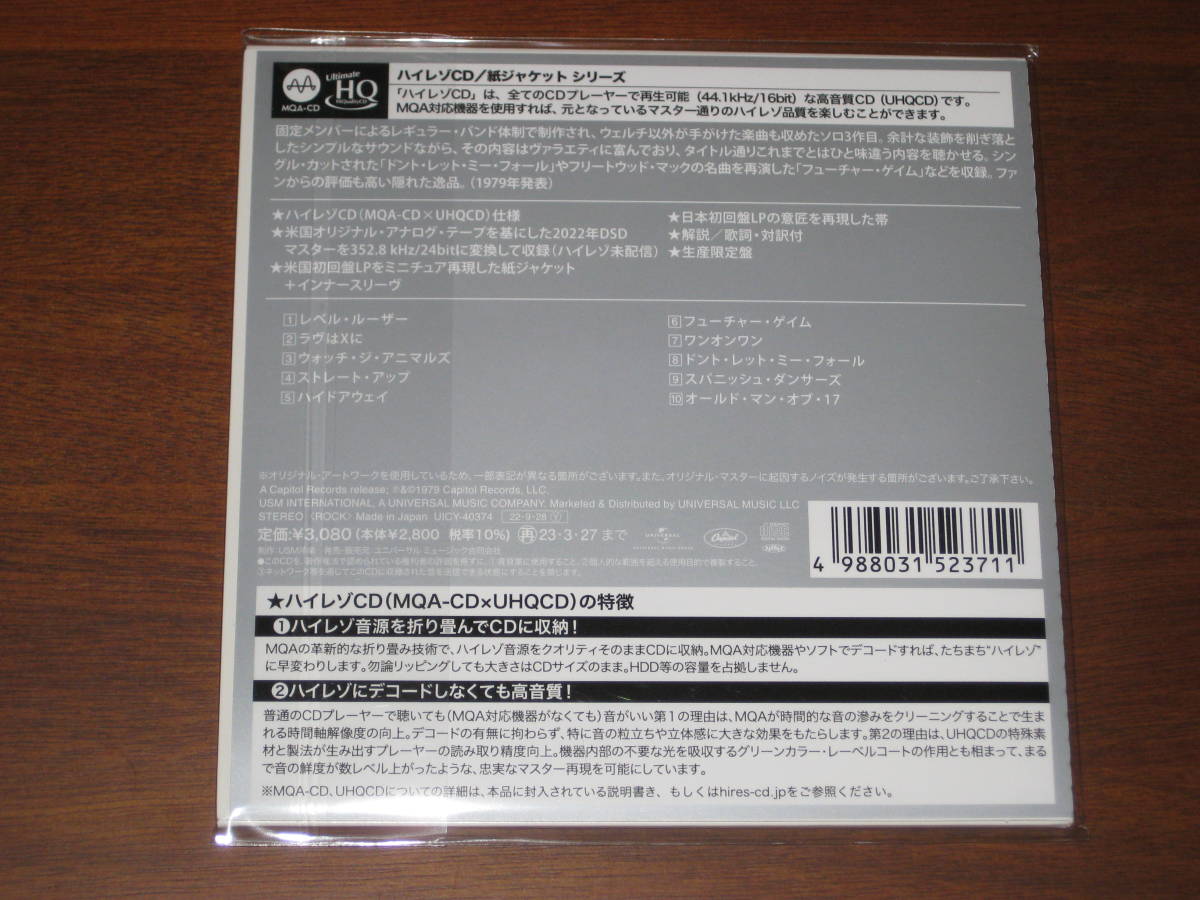 MQA-CD
Ultimate
HQ
HiQualityCD
ハイレゾCD/紙ジャケット シリーズ
「ハイレゾCD」は、全てのCDプレーヤーで再生可能(44.1kHz/16bit)な高音質CD(UHQCD)です。
MQA対応機器を使用すれば、元となっているマスター通りのハイレゾ品質を楽しむことができます。
固定メンバーによるレギュラー・バンド体制で制作され、ウェルチ以外が手がけた楽曲も収めたソロ3作目。余計な装飾を削ぎ落と
したシンプルなサウンドながら、その内容はヴァラエティに富んでおり、タイトル通りこれまでとはひと味違う内容を聴かせる。シン
グル・カットされた「ドント・レット・ミー・フォール」やフリートウッド・マックの名曲を再演した「フューチャー・ゲイム」などを収録。ファ
ンからの評価も高い隠れた逸品。(1979年発表)
★ハイレゾCD(MQA-CD×UHQCD)仕様
★米国オリジナル・アナログ・テープを基にした2022年DSD
マスターを352.8 kHz/24bitに変換して収録(ハイレゾ未配信)
★米国初回盤LPをミニチュア再現した紙ジャケット
+インナースリーヴ
★日本初回盤LPの意匠を再現した帯
★解説/歌詞・対訳付
★生産限定盤
1 レベル・ルーザー
2 ラヴはXに
3 ウォッチ・ジ・アニマルズ
4 ストレート・アップ
5 ハイドアウェイ
6 フューチャー・ゲイム
7 ワンオンワン
8 ドント・レット・ミー・フォール
9 スパニッシュ・ダンサーズ
10 オールド・マン・オブ・17
※オリジナル・アートワークを使用しているため、一部表記が異なる箇所がございます。また、オリジナル・マスターに起因するノイズが発生する箇所がございます。ご了承下さい。
A Capitol Records release; ℗&©1979 Capitol Records, LLC.
USM INTERNATIONAL, A UNIVERSAL MUSIC COMPANY. Marketed & Distributed by UNIVERSAL MUSIC LLC
STEREO 〈ROCK〉 Made in Japan UICY-40374 22-9-28 Ⓨ
定価:¥3,080(本体¥2,800 税率10%) 再23・3・27まで
UNIVERSAL
UNIVERSAL MUSIC GROUP
Capitol
制作:USM洋楽 発売・販売元:ユニバーサル ミュージック合同会社
4 988031 523711
★ハイレゾCD(MQA-CD×UHQCD)の特徴
❶ハイレゾ音源を折り畳んでCDに収納!
MQAの革新的な折り畳み技術で、ハイレゾ音源をクオリティそのままCDに収納。MQA対応機器やソフトでデコードすれば、たちまち“ハイレゾ”
に早変わりします。勿論リッピングしても大きさはCDサイズのまま。HDD等の容量を占拠しません。
❷ハイレゾにデコードしなくても高音質!
普通のCDプレーヤーで聴いても(MQA対応機器がなくても)音がいい第1の理由は、MQAが時間的な音の滲みをクリーニングすることで生ま
れる時間軸解像度の向上。デコードの有無に拘わらず、特に音の粒立ちや立体感に大きな効果をもたらします。第2の理由は、UHQCDの特殊素
材と製法が生み出すプレーヤーの読み取り精度向上。機器内部の不要な光を吸収するグリーンカラー・レーベルコートの作用とも相まって、まる
で音の鮮度が数レベル上がったような、忠実なマスター再現を可能にしています。
※MQA-CD、UHQCDについての詳細は、本品に封入されている説明書き、もしくはhires-cd.jpをご参照ください。